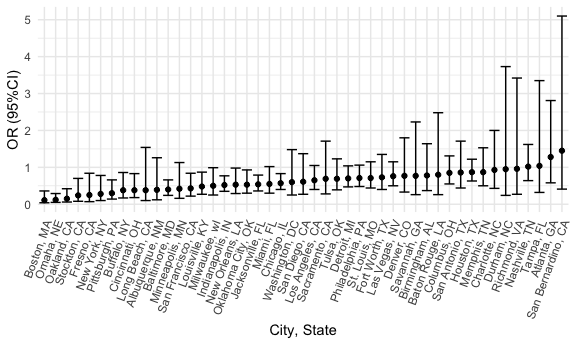 OR (95%CI)
5
4
3
2
1
0
Boston, MA
Omaha, NE
Oakland, CA
Stockton, CA
Fresno, CA
New York, NY
Pittsburgh, PA
Buffalo, NY
Cincinnati, OH
Long Beach, CA
Albuquerque, NM
Baltimore, MD
Minneapolis, MN
San Francisco, CA
Louisville, KY
Milwaukee, wI
Indianapolis, IN
New Orleans, LA
Oklahoma City, OK
Jacksonville, FL
Miami, FL
Chicago, IL
Washington, DC
San Diego, CA
Los Angeles, CA
Sacramento, CA
Tulsa, OK
Detroit, MI
Philadelphia, PA
St. Louis, MO
Fort Worth, TX
Las Vegas, NV
Denver, CO
Savannah, GA
Birmingham, AL
Baton Rouge, LA
Columbus, OH
San Antonio, TX
Houston, TX
Memphis, TN
Charlotte, NC
Durham, NC
Richmond, VA
Nashville, TN
Tampa, FL
Atlanta, GA
San Bernardino, CA
City, State